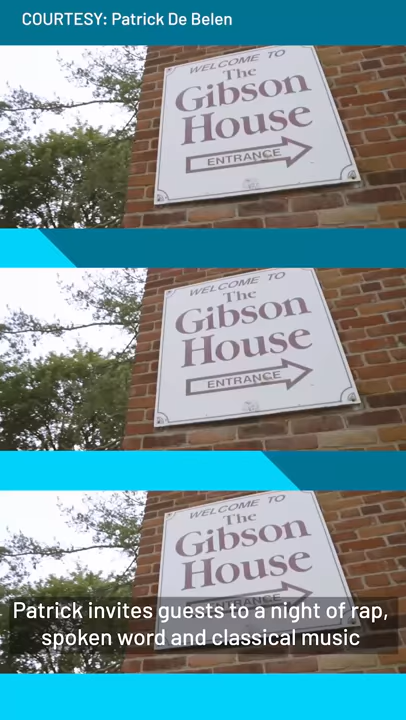 COURTESY: Patrick De Belen
WELCOME TO
The
Gibson
House
ENTRANCE
WELCOME TO
The
Gibson
House
ENTRANCE
WELCOME TO
The
Gibson
House
ENTRANCE
Patrick invites guests to a night of rap,
spoken word and classical music